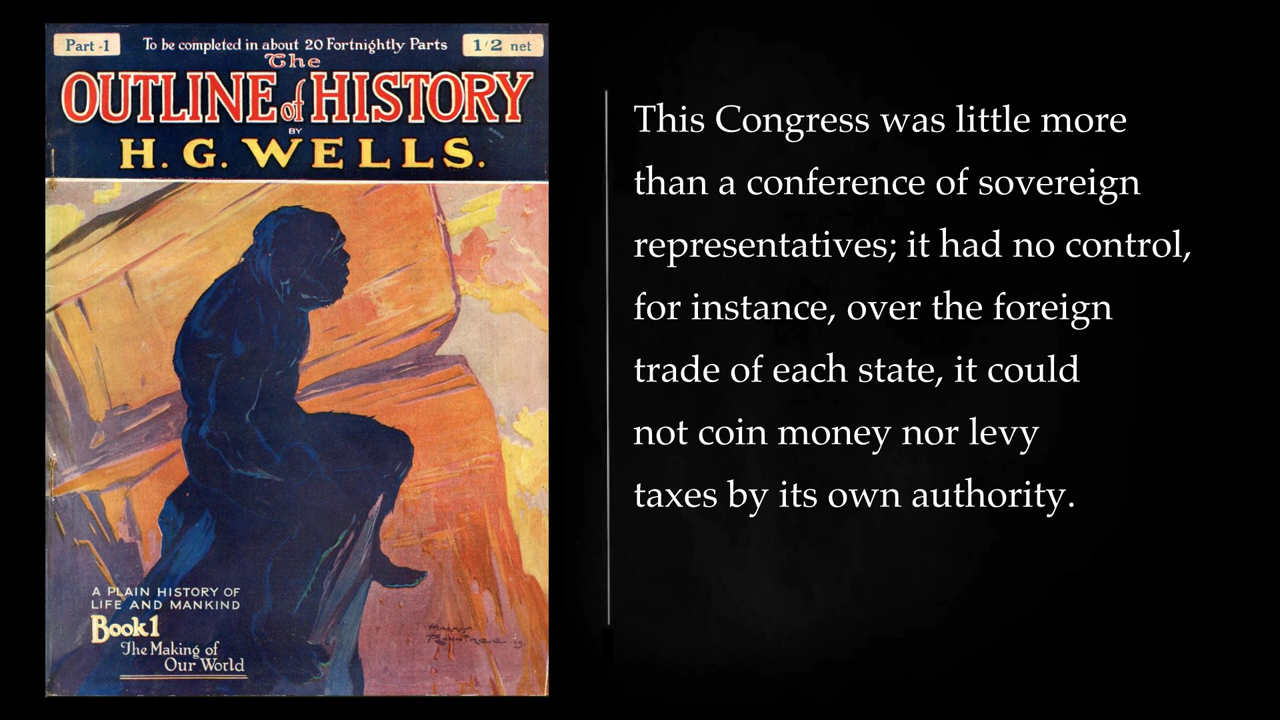 Part -1
To be completed in about 20 Fortnightly Parts
1/2 net
The
OUTLINE of HISTORY
BY
H. G. WELLS.
A PLAIN HISTORY OF
LIFE AND MANKIND
Book 1
The Making of
Our World
This Congress was little more
than a conference of sovereign
representatives; it had no control,
for instance, over the foreign
trade of each state, it could
not coin money nor levy
taxes by its own authority.